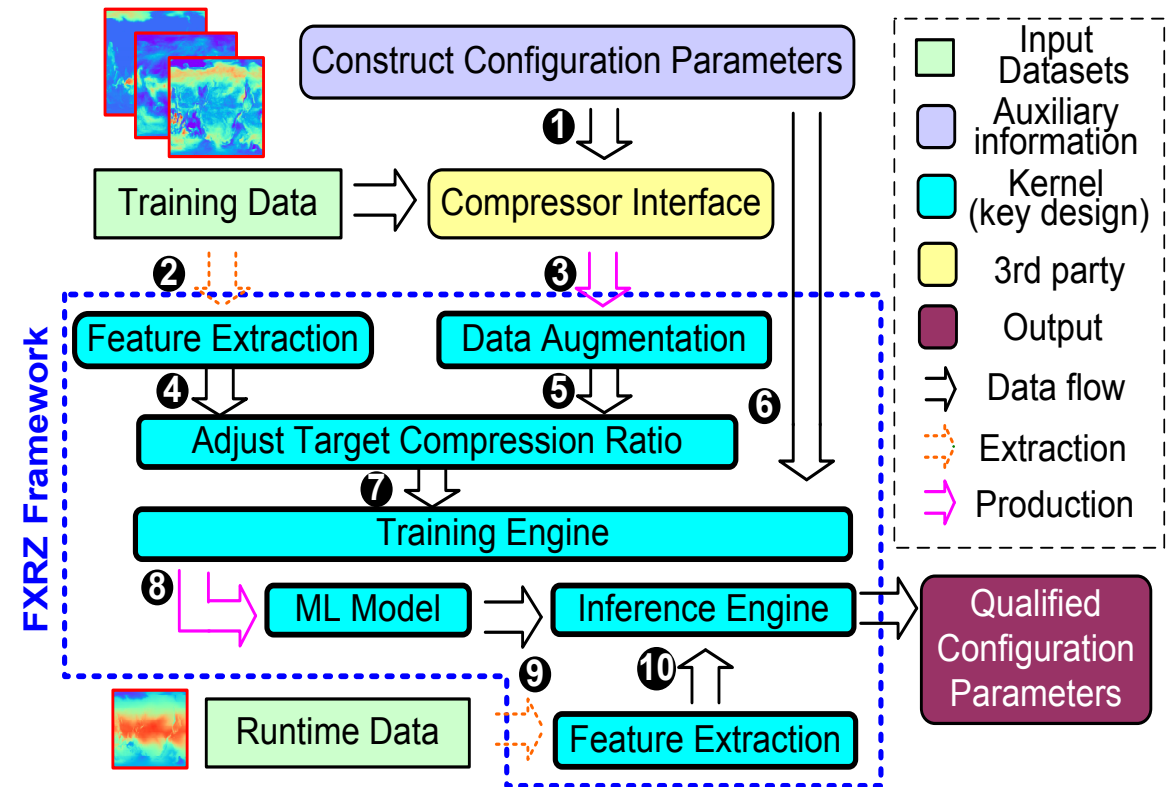 Construct Configuration Parameters
1
Training Data
Compressor Interface
2
3
Feature Extraction
Data Augmentation
4
5
6
Adjust Target Compression Ratio
7
Training Engine
8
ML Model
Inference Engine
9
10
Runtime Data
Feature Extraction
FXRZ Framework
Qualified
Configuration
Parameters
Input
Datasets
Auxiliary
information
Kernel
(key design)
3rd party
Output
Data flow
Extraction
Production